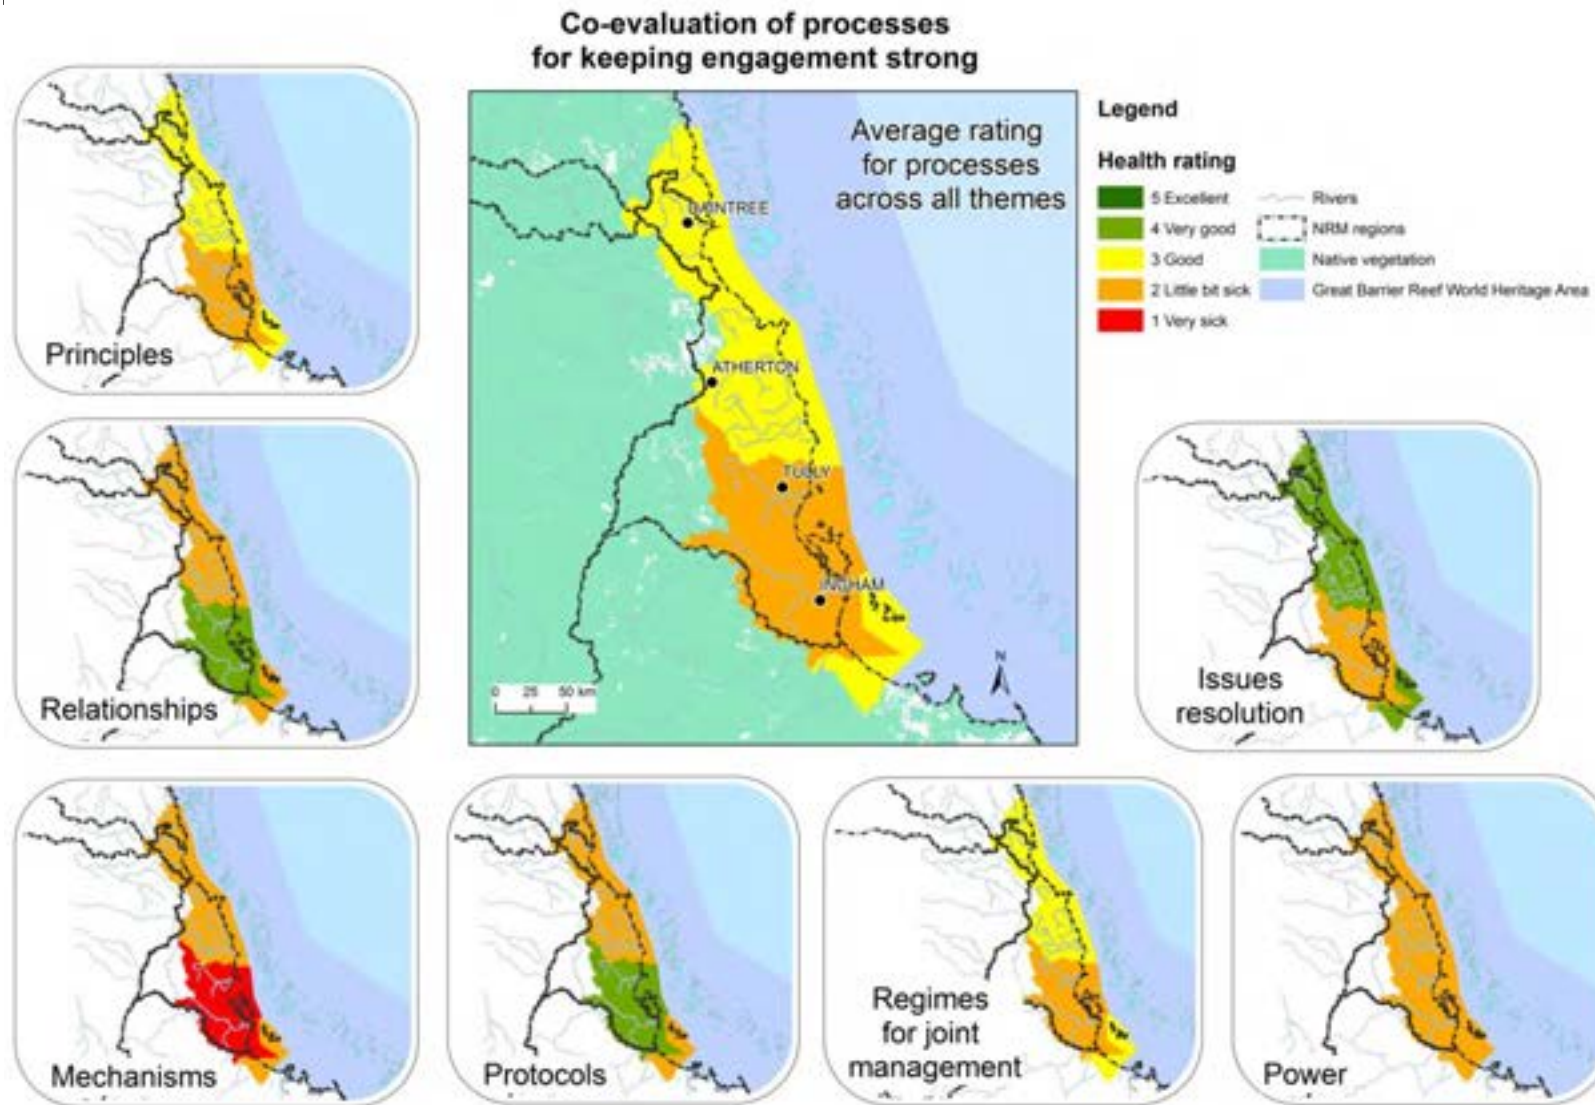 Co-evaluation of processes
for keeping engagement strong
Average rating
for processes
across all themes
DAINTREE
ATHERTON
TULLY
INGHAM
N
0 25 50 km
Legend
Health rating
5 Excellent
4 Very good
3 Good
2 Little bit sick
1 Very sick
Rivers
NRM regions
Native vegetation
Great Barrier Reef World Heritage Area
Principles
Relationships
Issues
resolution
Mechanisms
Protocols
Regimes
for joint
management
Power